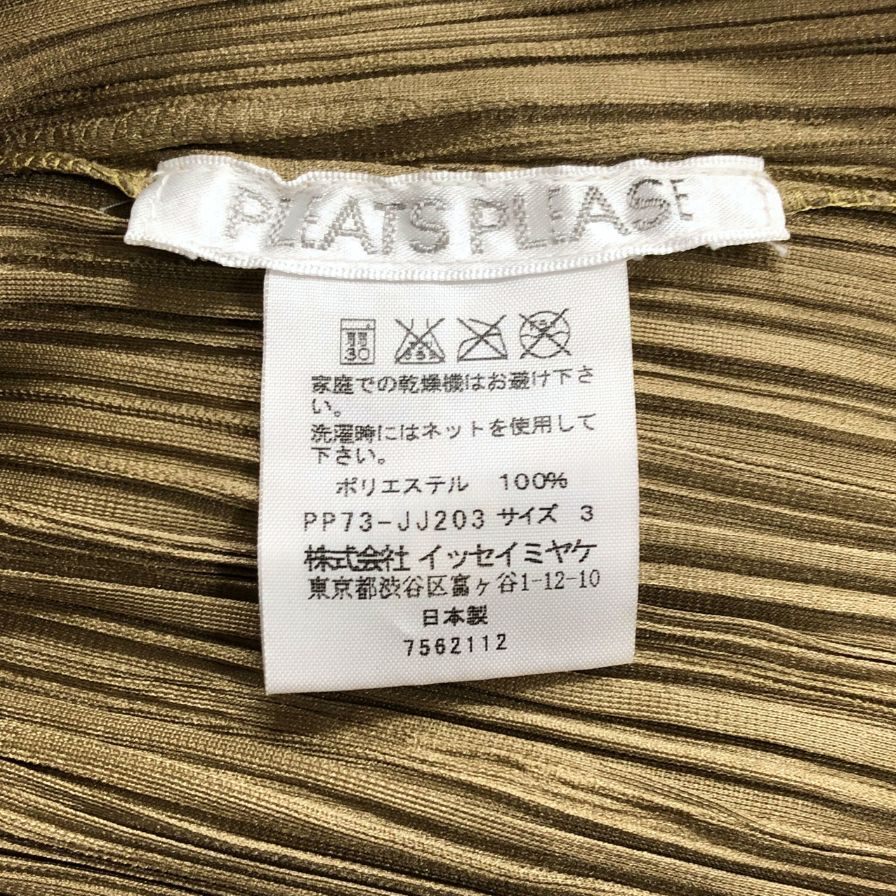 PLEATS PLEASE
30
家庭での乾燥機はお避け下さ
い。
洗濯時にはネットを使用して
下さい。
ポリエステル 100%
PP73-JJ203 サイズ 3
株式会社 イッセイミヤケ
東京都渋谷区富ヶ谷1-12-10
日本製
7562112